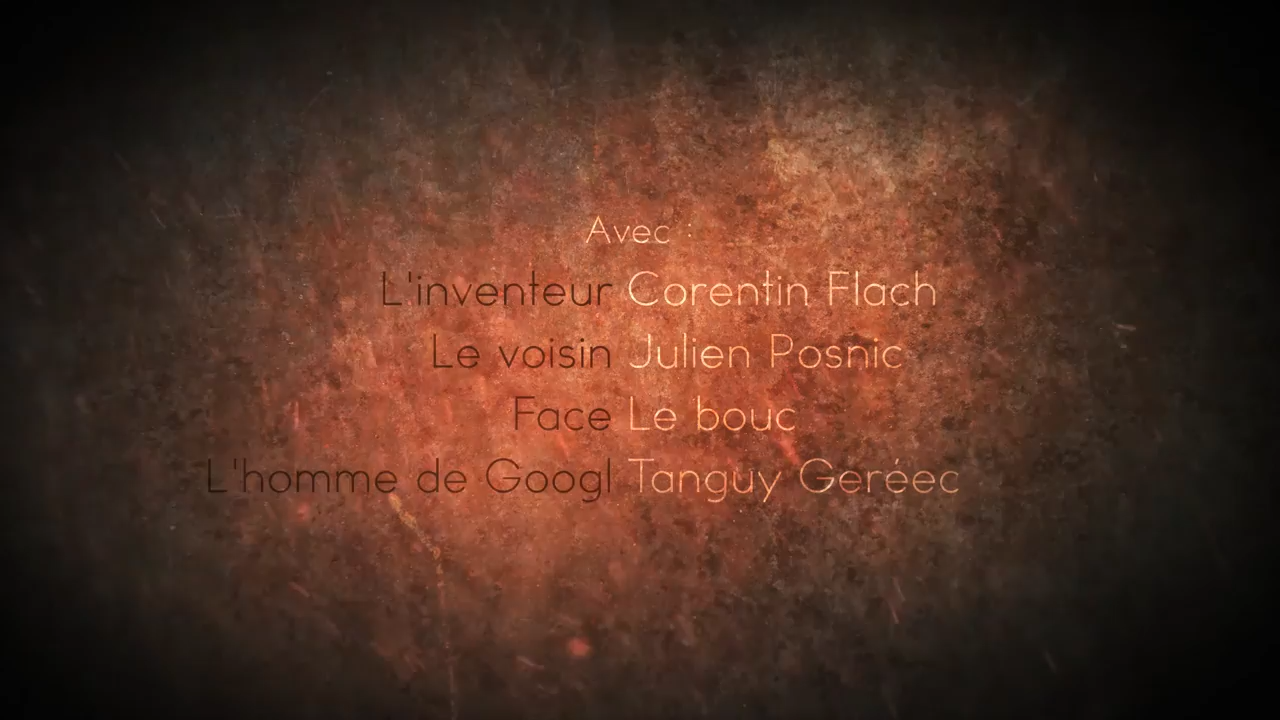 Avec :
L'inventeur Corentin Flach
Le voisin Julien Posnic
Face Le bouc
L'homme de Googl Tanguy Geréec